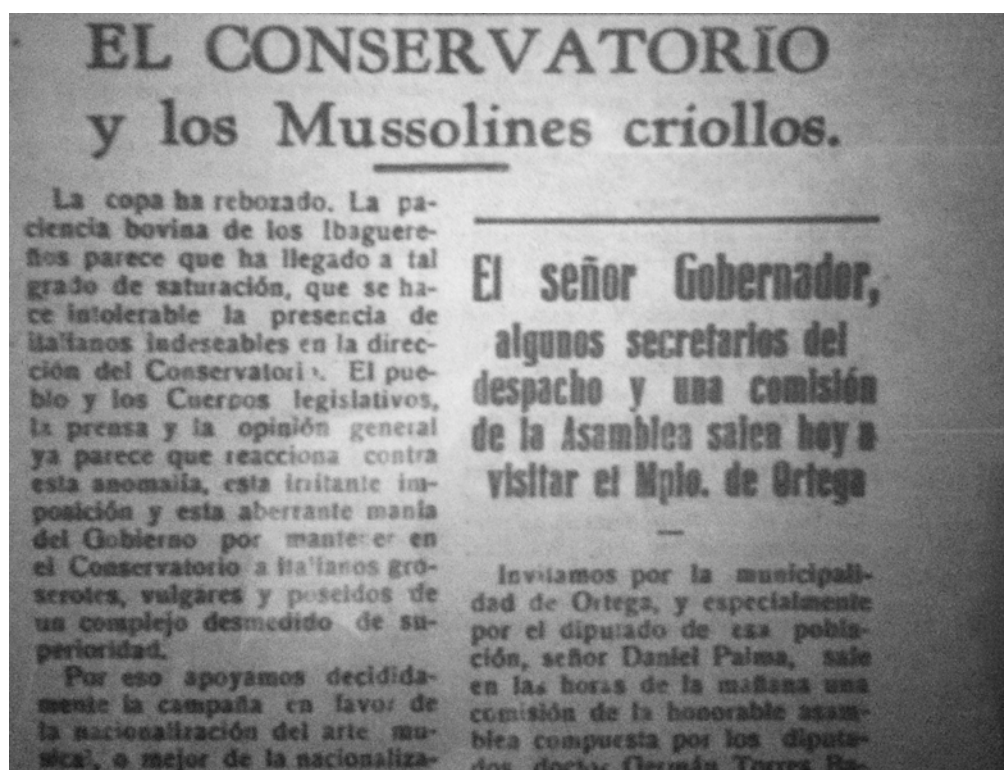 EL CONSERVATORIO
y los Mussolines criollos.
La copa ha rebozado. La pa-
ciencia bovina de los Ibaguere-
ños parece que ha llegado a tal
grado de saturación, que se ha-
ce intolerable la presencia de
italianos indeseables en la direc-
ción del Conservatorio. El pue-
blo y los Cuerpos legislativos,
la prensa y la opinión general
ya parece que reacciona contra
esta anomalía, esta irritante im-
posición y esta aberrante manía
del Gobierno por mantener en
el Conservatorio a italianos gro-
serotes, vulgares y poseídos de
un complejo desmedido de su-
perioridad.
Por eso apoyamos decidida-
mente la campaña en favor de
la nacionalización del arte mu-
sical, o mejor de la nacionaliza-
El señor Gobernador,
algunos secretarios del
despacho y una comisión
de la Asamblea salen hoy a
visitar el Mpio. de Ortega
Invitamos por la municipali-
dad de Ortega, y especialmente
por el diputado de esa pobla-
ción, señor Daniel Palma, sale
en las horas de la mañana una
comisión de la honorable asam-
blea compuesta por los diputa-
dos doctor Germán Torres Ba-